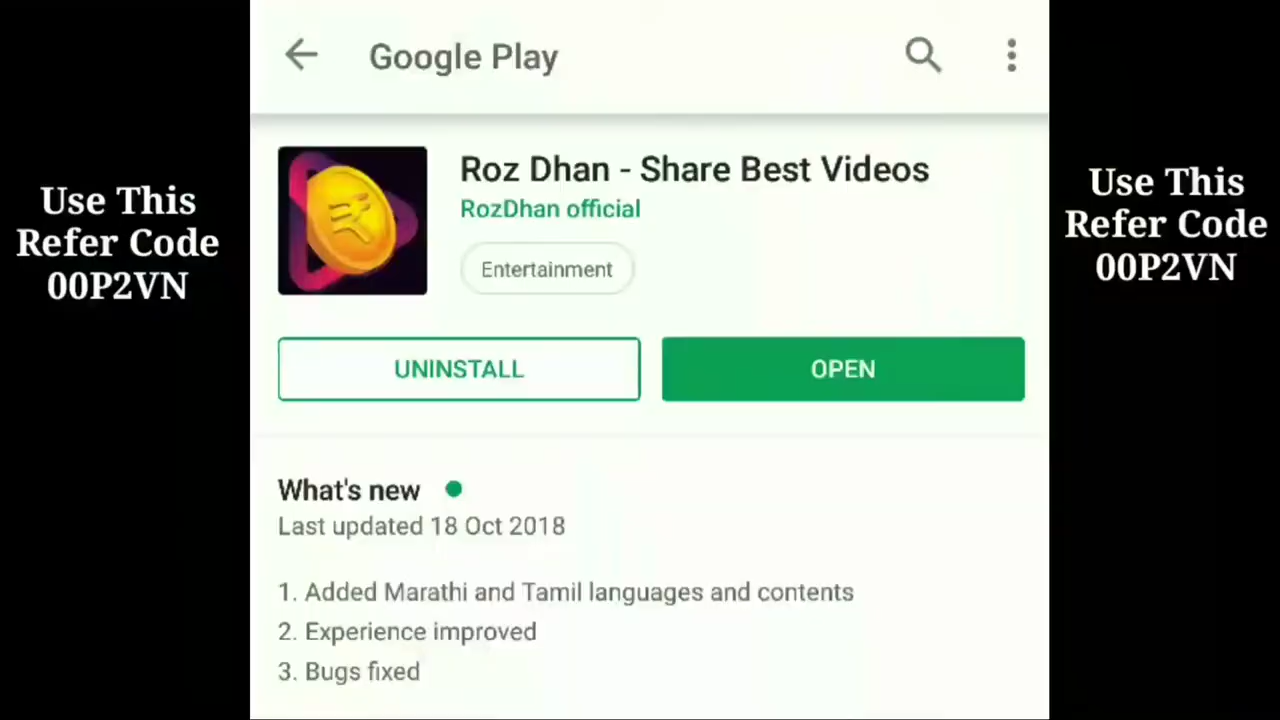 Google Play
Use This
Refer Code
00P2VN
Roz Dhan - Share Best Videos
RozDhan official
Entertainment
UNINSTALL
OPEN
What's new
Last updated 18 Oct 2018
1. Added Marathi and Tamil languages and contents
2. Experience improved
3. Bugs fixed
Use This
Refer Code
00P2VN